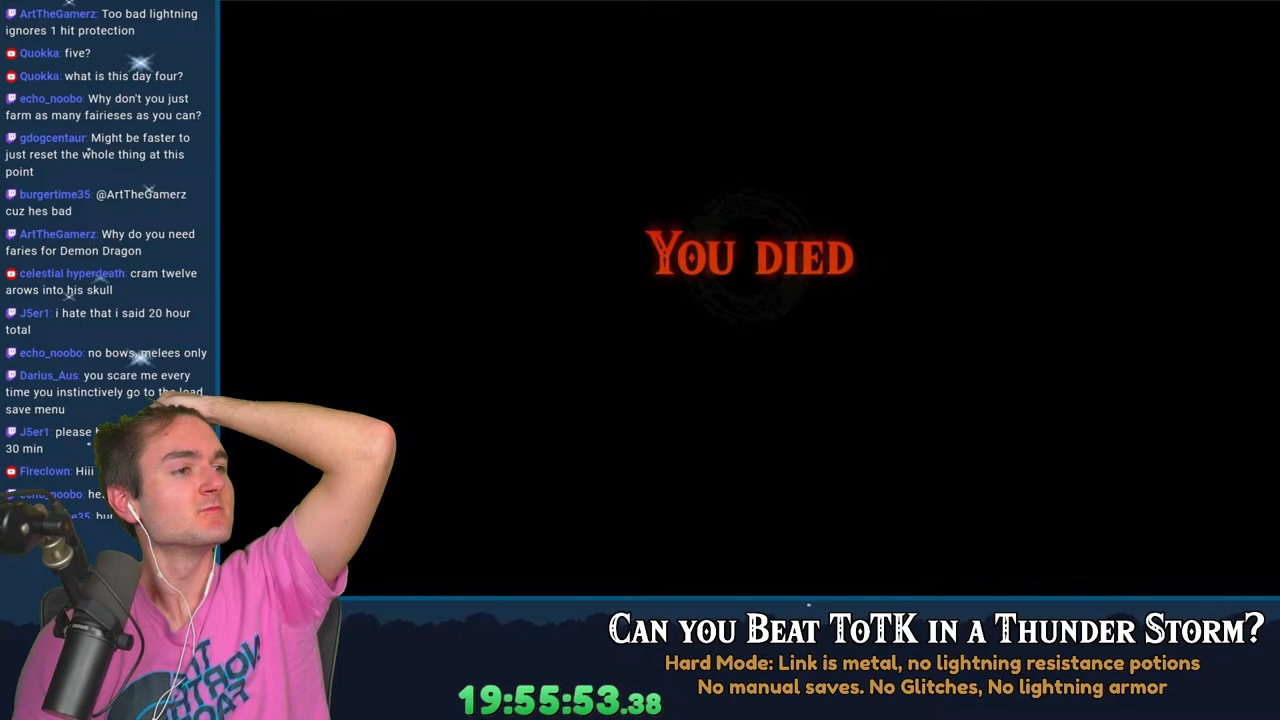 ArtTheGamerz: Too bad lightning
ignores 1 hit protection
Quokka: five?
Quokka: what is this day four?
echo_noobo: Why don't you just
farm as many fairieses as you can?
gdogcentaur: Might be faster to
just reset the whole thing at this
point
burgertime35: @ArtTheGamerz
cuz hes bad
ArtTheGamerz: Why do you need
faries for Demon Dragon
celestial hyperdeath: cram twelve
arows into his skull
J5er1: i hate that i said 20 hour
total
echo_noobo: no bows, melees only
Darius_Aus: you scare me every
time you instinctively go to the load
save menu
J5er1: please
30 min
Fireclown: Hiii
echo_noobo:
YOU DIED
CAN YOU BEAT TOTK IN A THUNDER STORM?
Hard Mode: Link is metal, no lightning resistance potions
No manual saves. No Glitches, No lightning armor
19:55:53.38